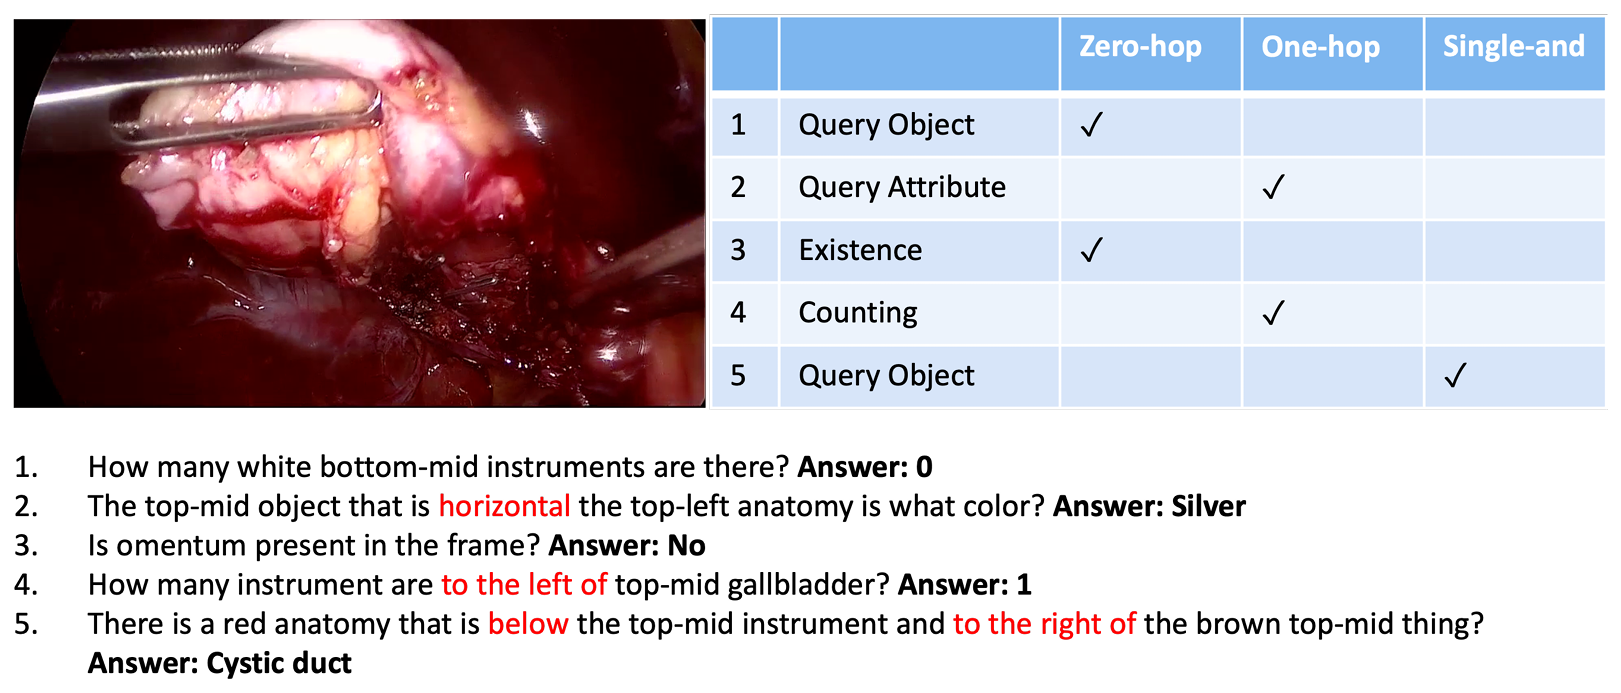 Zero-hop One-hop Single-and
1 Query Object ✓
2 Query Attribute ✓
3 Existence ✓
4 Counting ✓
5 Query Object ✓
1. How many white bottom-mid instruments are there? Answer: 0
2. The top-mid object that is horizontal the top-left anatomy is what color? Answer: Silver
3. Is omentum present in the frame? Answer: No
4. How many instrument are to the left of top-mid gallbladder? Answer: 1
5. There is a red anatomy that is below the top-mid instrument and to the right of the brown top-mid thing?
Answer: Cystic duct